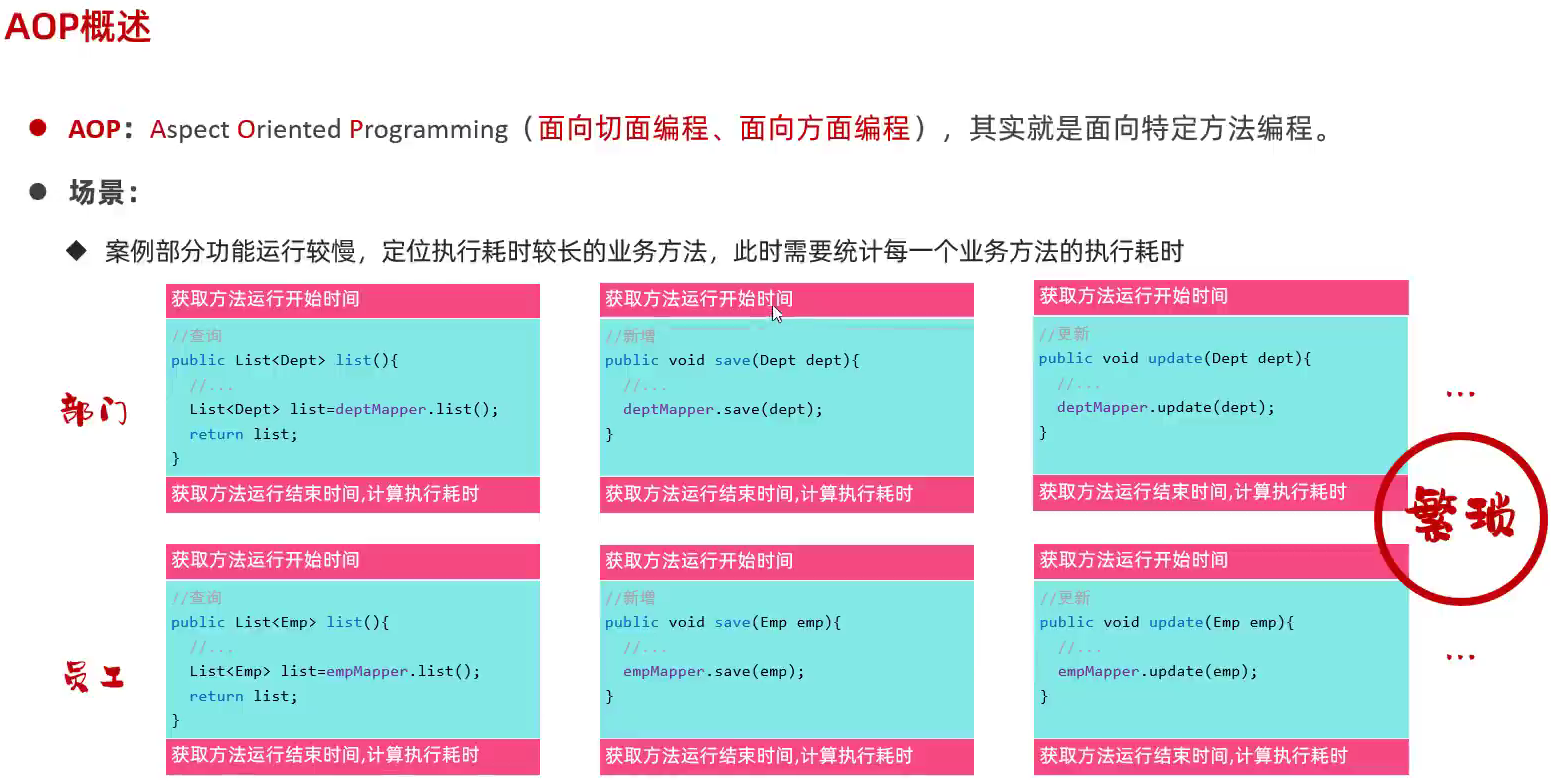 AOP概述
AOP：Aspect Oriented Programming（面向切面编程、面向方面编程），其实就是面向特定方法编程。
场景：
案例部分功能运行较慢，定位执行耗时较长的业务方法，此时需要统计每一个业务方法的执行耗时
部门
获取方法运行开始时间
//查询
public List<Dept> list(){
//...
List<Dept> list=deptMapper.list();
return list;
}
获取方法运行结束时间,计算执行耗时
获取方法运行开始时间
//新增
public void save(Dept dept){
//...
deptMapper.save(dept);
}
获取方法运行结束时间,计算执行耗时
获取方法运行开始时间
//更新
public void update(Dept dept){
//...
deptMapper.update(dept);
}
获取方法运行结束时间,计算执行耗时
...
繁琐
员工
获取方法运行开始时间
//查询
public List<Emp> list(){
//...
List<Emp> list=empMapper.list();
return list;
}
获取方法运行结束时间,计算执行耗时
获取方法运行开始时间
//新增
public void save(Emp emp){
//...
empMapper.save(emp);
}
获取方法运行结束时间,计算执行耗时
获取方法运行开始时间
//更新
public void update(Emp emp){
//...
empMapper.update(emp);
}
获取方法运行结束时间,计算执行耗时
...